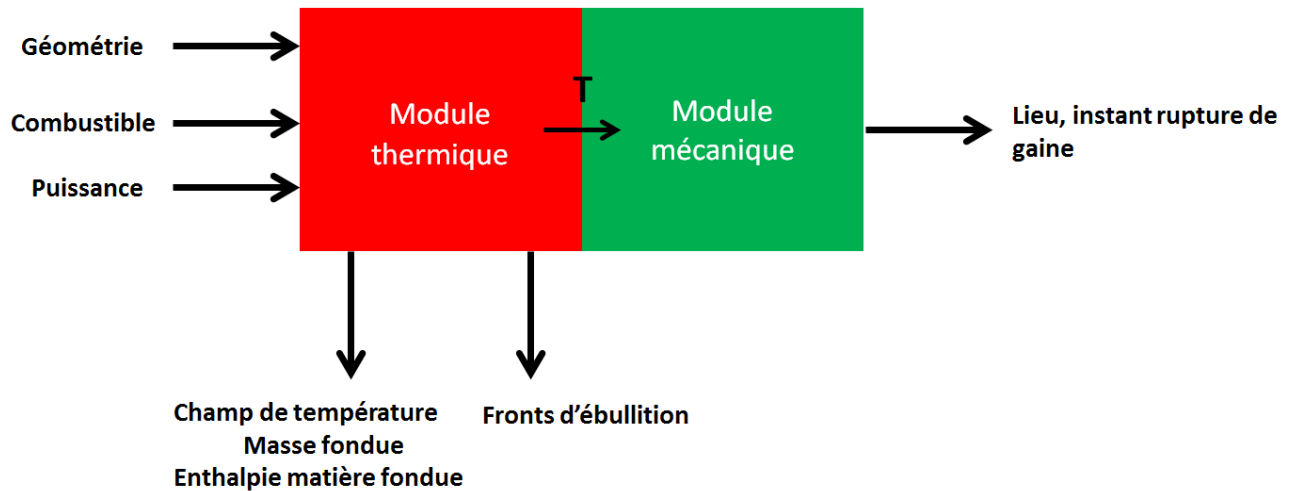 Géométrie
Combustible
Puissance
Module
thermique
T
Module
mécanique
Lieu, instant rupture de
gaine
Champ de température
Masse fondue
Enthalpie matière fondue
Fronts d'ébullition